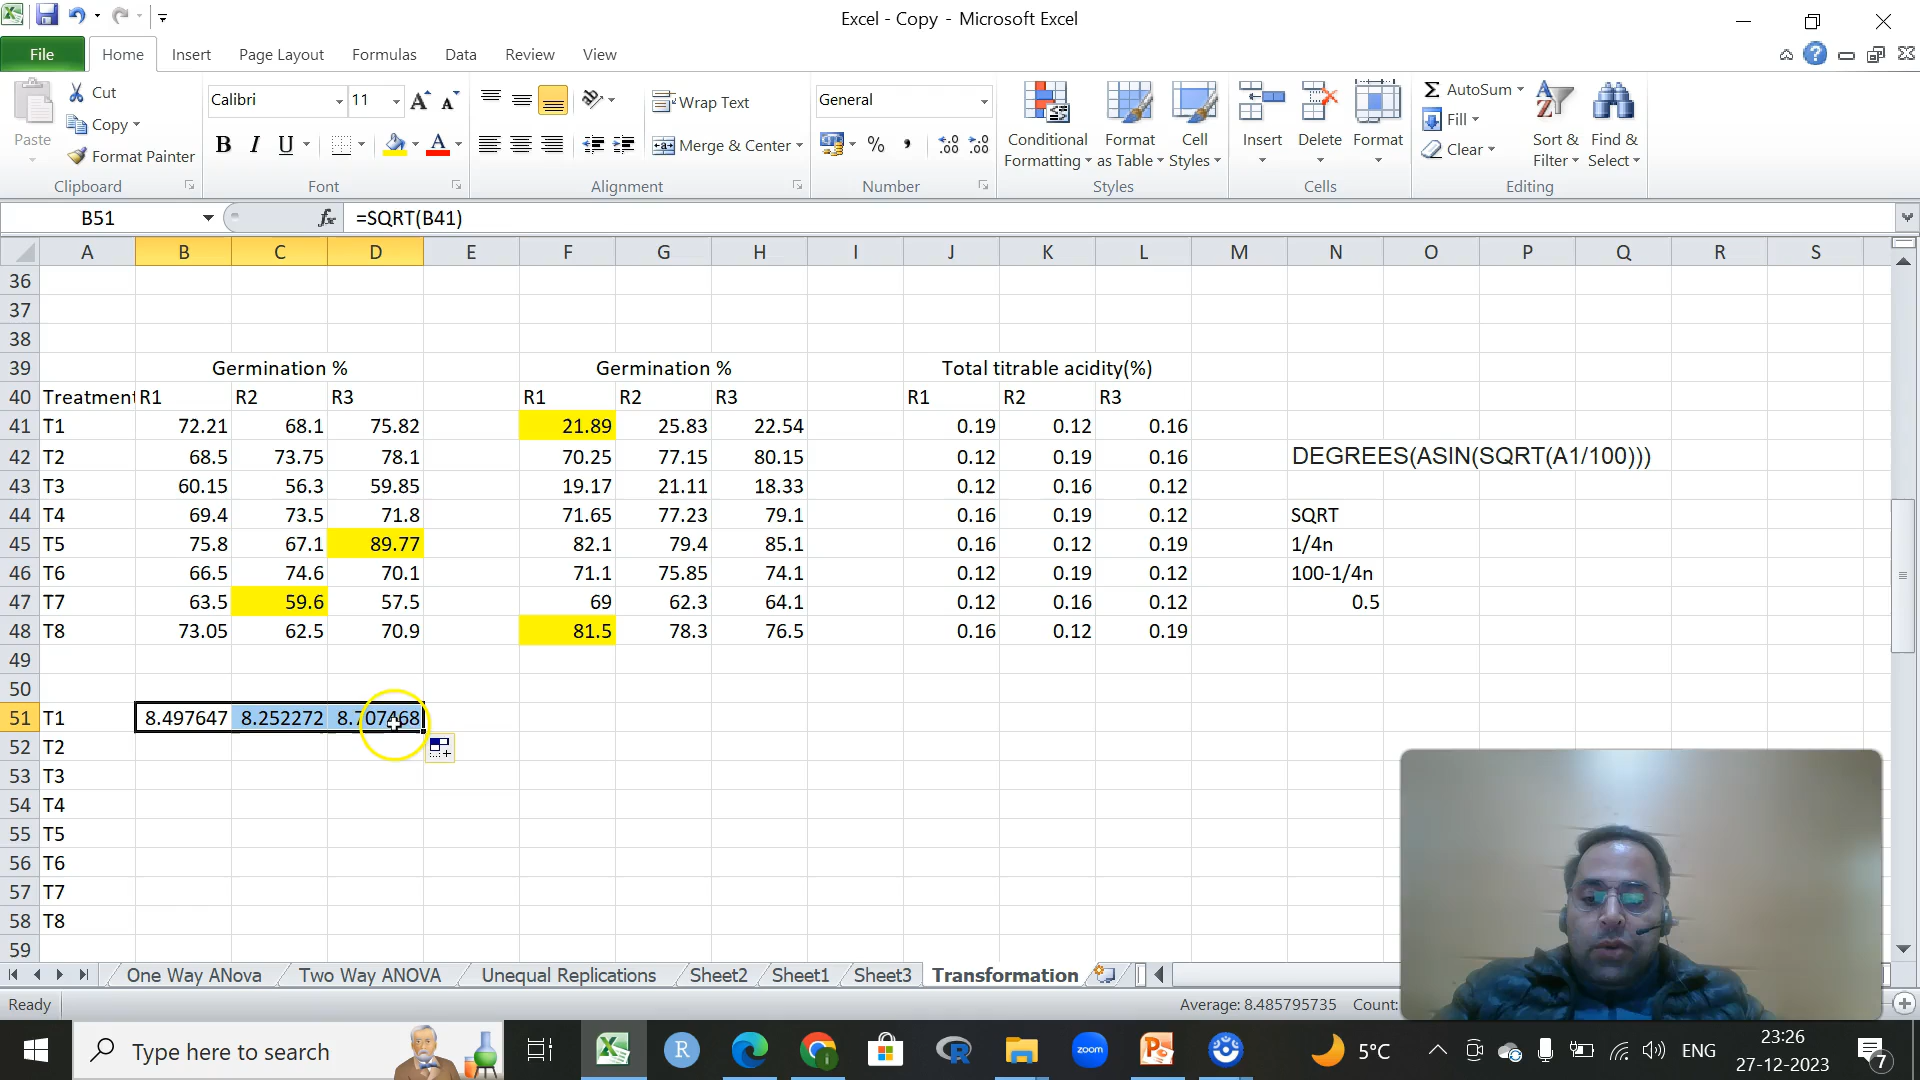 Excel - Copy - Microsoft Excel
File Home Insert Page Layout Formulas Data Review View
Paste Cut Copy Format Painter
Calibri 11
B I U A
Wrap Text
Merge & Center
General
% ,
Conditional Formatting Format as Table Cell Styles
Insert Delete Format
Σ AutoSum Fill Clear
Sort & Filter Find & Select
Clipboard Font Alignment Number Styles Cells Editing
B51 fx =SQRT(B41)
A B C D E F G H I J K L M N O P Q R S
36
37
38
39 Germination % Germination % Total titrable acidity(%)
40 Treatment R1 R2 R3 R1 R2 R3 R1 R2 R3
41 T1 72.21 68.1 75.82 21.89 25.83 22.54 0.19 0.12 0.16
42 T2 68.5 73.75 78.1 70.25 77.15 80.15 0.12 0.19 0.16 DEGREES(ASIN(SQRT(A1/100)))
43 T3 60.15 56.3 59.85 19.17 21.11 18.33 0.12 0.16 0.12
44 T4 69.4 73.5 71.8 71.65 77.23 79.1 0.16 0.19 0.12 SQRT
45 T5 75.8 67.1 89.77 82.1 79.4 85.1 0.16 0.12 0.19 1/4n
46 T6 66.5 74.6 70.1 71.1 75.85 74.1 0.12 0.19 0.12 100-1/4n
47 T7 63.5 59.6 57.5 69 62.3 64.1 0.12 0.16 0.12 0.5
48 T8 73.05 62.5 70.9 81.5 78.3 76.5 0.16 0.12 0.19
49
50
51 T1 8.497647 8.252272 8.707468
52 T2
53 T3
54 T4
55 T5
56 T6
57 T7
58 T8
59
One Way ANova Two Way ANOVA Unequal Replications Sheet2 Sheet1 Sheet3 Transformation
Ready Average: 8.485795735 Count:
Type here to search R zoom 5°C ENG 23:26
27-12-2023 7